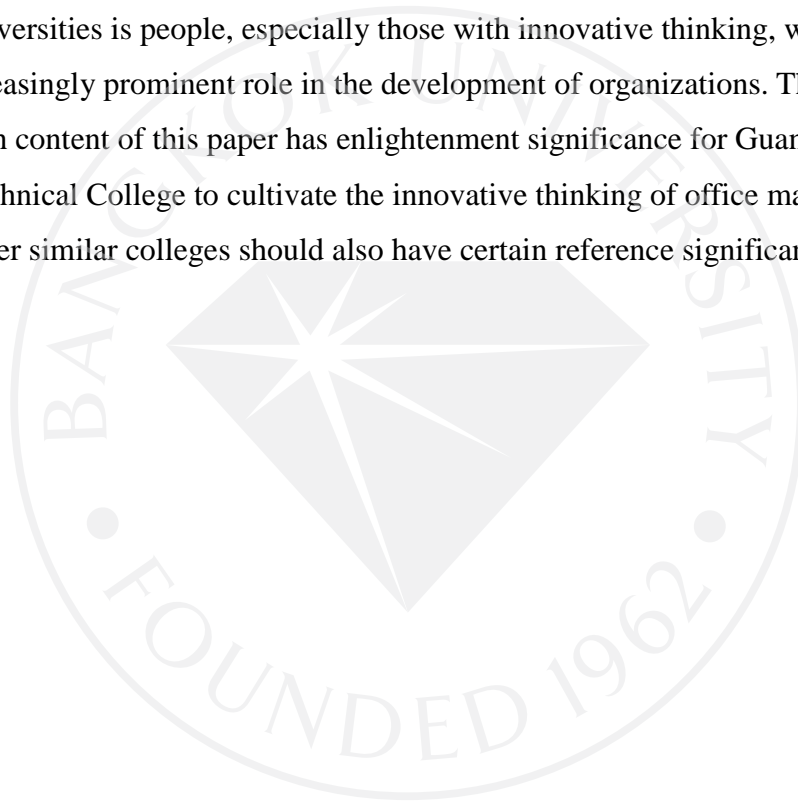 versities is people, especially those with innovative thinking, w
easingly prominent role in the development of organizations. Th
n content of this paper has enlightenment significance for Guan
chnical College to cultivate the innovative thinking of office ma
er similar colleges should also have certain reference significan
BANGKOK UNIVERSITY
• FOUNDED 1962 •